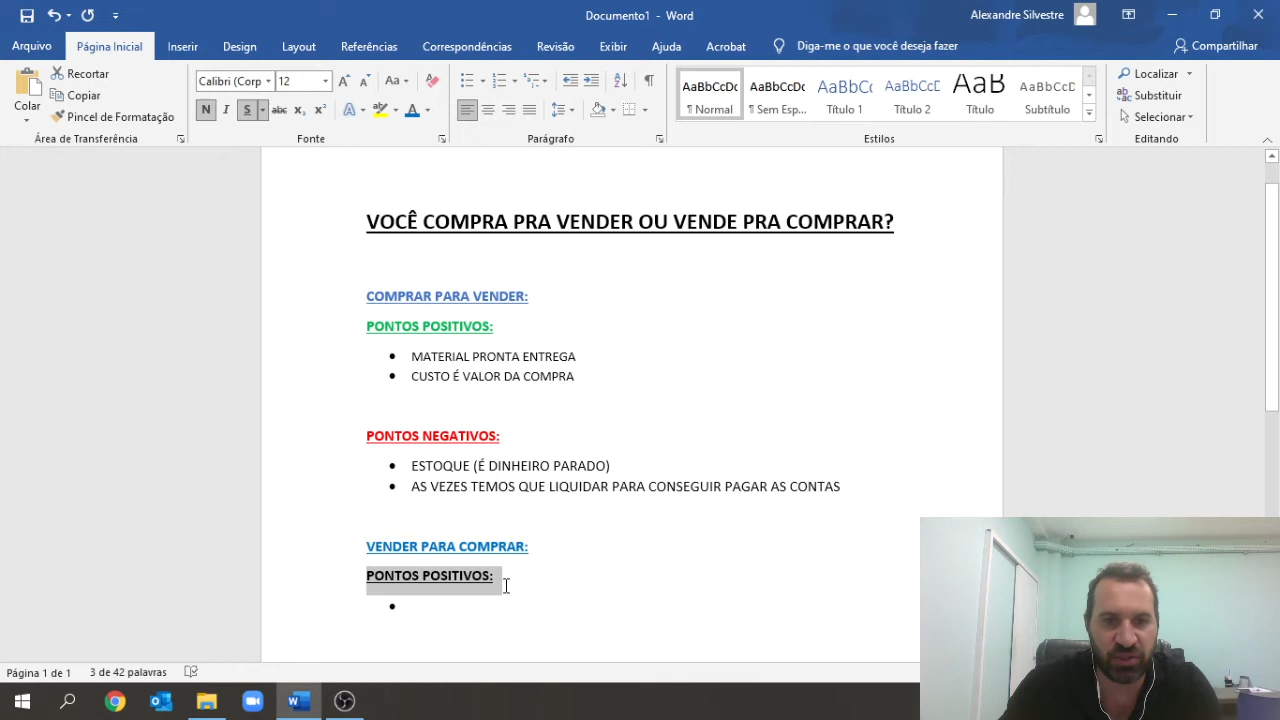 Documento1 - Word
Alexandre Silvestre
Arquivo
Página Inicial
Inserir
Design
Layout
Referências
Correspondências
Revisão
Exibir
Ajuda
Acrobat
Diga-me o que você deseja fazer
Compartilhar
Colar
Recortar
Copiar
Pincel de Formatação
Área de Transferência
Calibri (Corp
12
Aa
N I S abc x₂ x²
A
Fonte
Parágrafo
AaBbCcDc
¶ Normal
AaBbCcDc
¶ Sem Esp...
AaBbCc
Título 1
AaBbCcD
Título 2
AaB
Título
AaBbCcD
Subtítulo
Estilos
Localizar
Substituir
Selecionar
Editando
VOCÊ COMPRA PRA VENDER OU VENDE PRA COMPRAR?
COMPRAR PARA VENDER:
PONTOS POSITIVOS:
• MATERIAL PRONTA ENTREGA
• CUSTO É VALOR DA COMPRA
PONTOS NEGATIVOS:
• ESTOQUE (É DINHEIRO PARADO)
• AS VEZES TEMOS QUE LIQUIDAR PARA CONSEGUIR PAGAR AS CONTAS
VENDER PARA COMPRAR:
PONTOS POSITIVOS:
•
Página 1 de 1
3 de 42 palavras